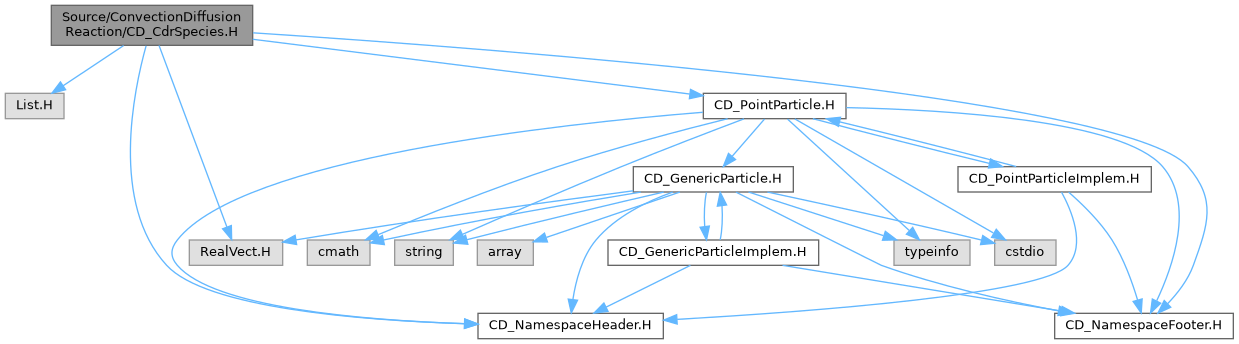 Source/ConvectionDiffusion
Reaction/CD_CdrSpecies.H
List.H
CD_PointParticle.H
CD_GenericParticle.H
CD_PointParticleImplem.H
RealVect.H
cmath
string
array
CD_GenericParticleImplem.H
typeinfo
cstdio
CD_NamespaceHeader.H
CD_NamespaceFooter.H